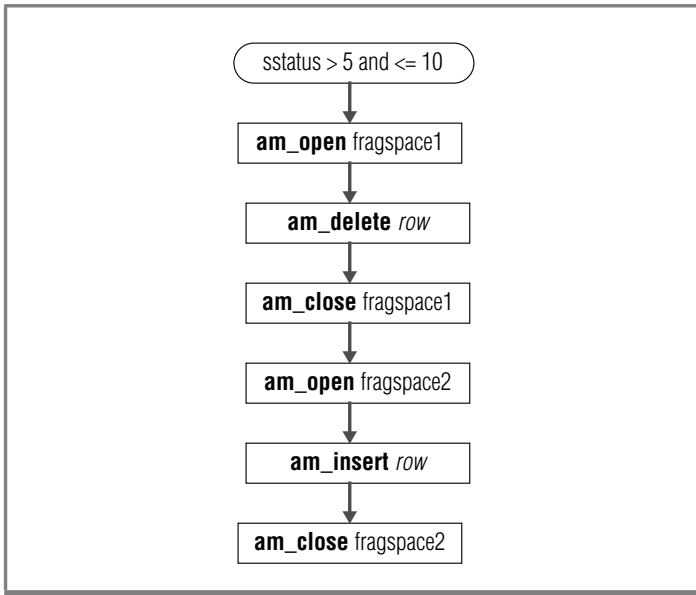 sstatus > 5 and <= 10
am_open fragspace1
am_delete row
am_close fragspace1
am_open fragspace2
am_insert row
am_close fragspace2